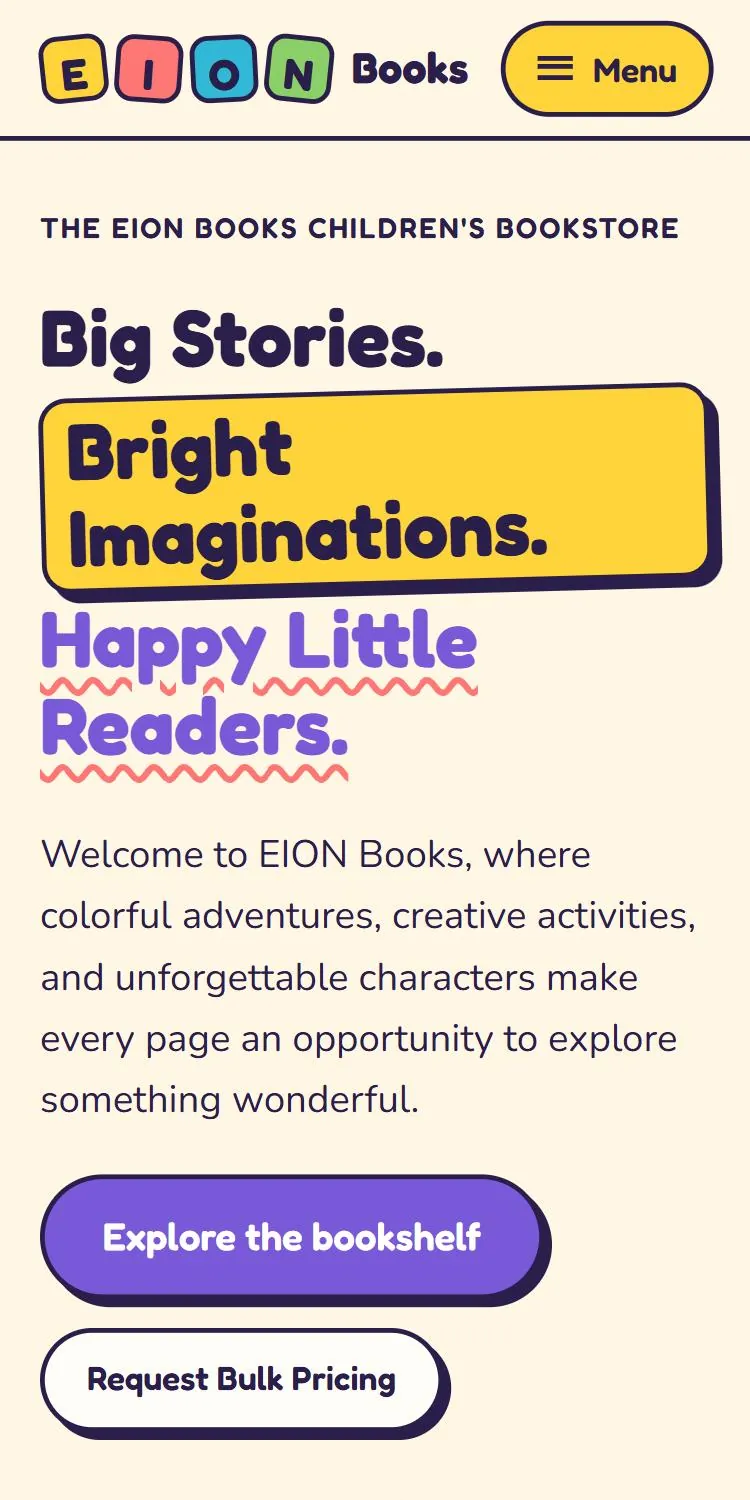 E I O N Books
Menu
THE EION BOOKS CHILDREN'S BOOKSTORE
Big Stories.
Bright
Imaginations.
Happy Little
Readers.
Welcome to EION Books, where
colorful adventures, creative activities,
and unforgettable characters make
every page an opportunity to explore
something wonderful.
Explore the bookshelf
Request Bulk Pricing